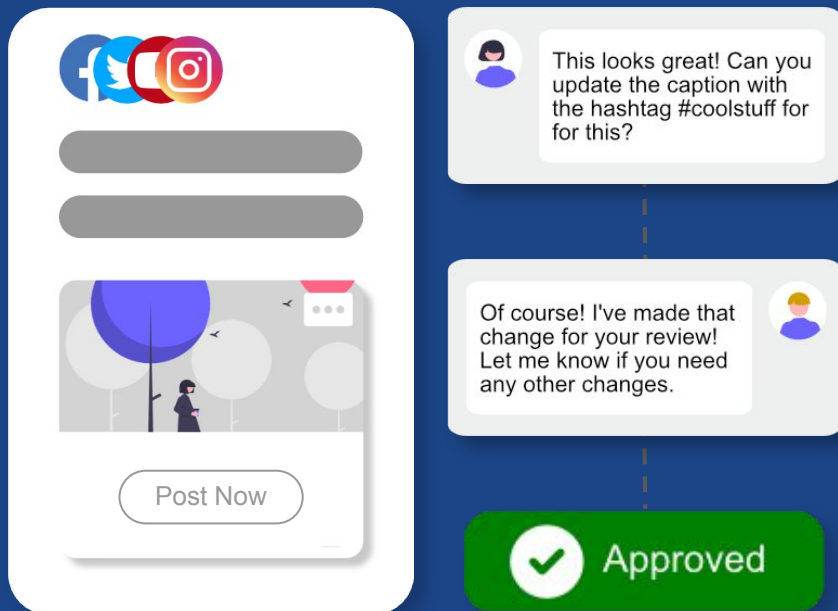 Post Now
This looks great! Can you
update the caption with
the hashtag #coolstuff for
for this?
Of course! I've made that
change for your review!
Let me know if you need
any other changes.
Approved